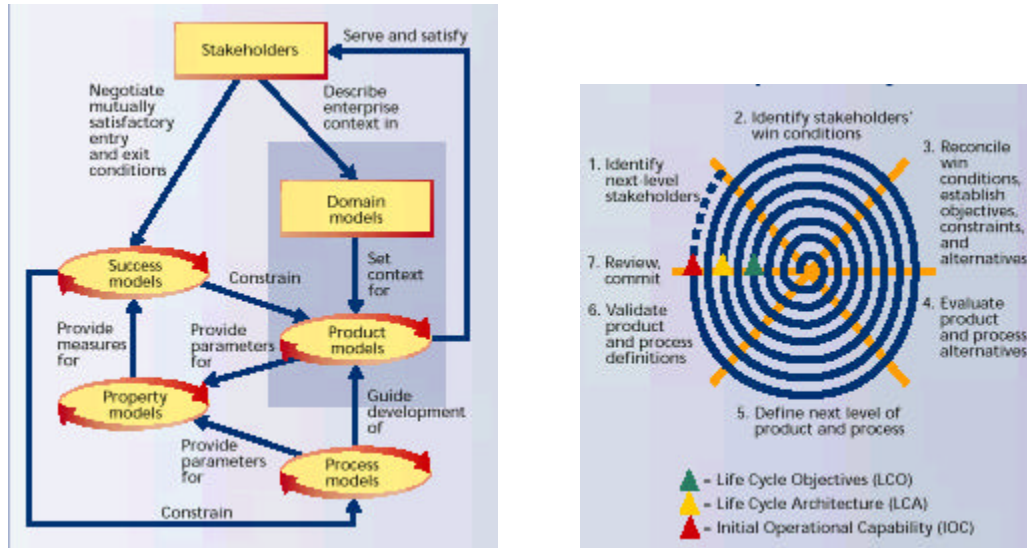 Stakeholders
Serve and satisfy
Negotiate
mutually
satisfactory
entry
and exit
conditions
Describe
enterprise
context in
Domain
models
Success
models
Constrain
Set
context
for
Provide
measures
for
Provide
parameters
for
Product
models
Property
models
Guide
development
of
Provide
parameters
for
Process
models
Constrain
2. Identify stakeholders'
win conditions
1. Identify
next-level
stakeholders
3. Reconcile
win
conditions,
establish
objectives,
constraints,
and
alternatives
7. Review,
commit
6. Validate
product
and process
definitions
4. Evaluate
product
and process
alternatives
5. Define next level of
product and process
= Life Cycle Objectives (LCO)
= Life Cycle Architecture (LCA)
= Initial Operational Capability (IOC)